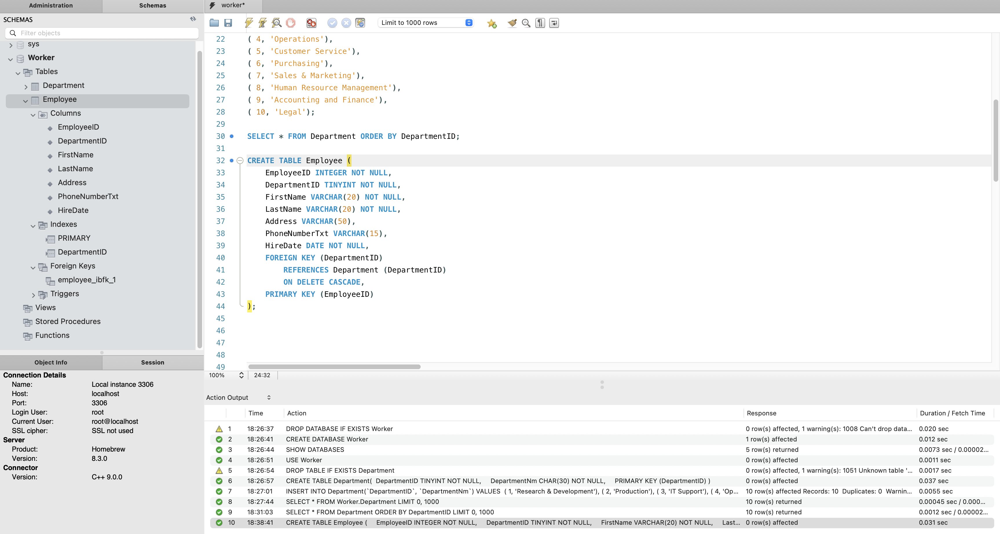 Administration
Schemas
SCHEMAS
Filter objects
sys
Worker
Tables
Department
Employee
Columns
EmployeeID
DepartmentID
FirstName
LastName
Address
PhoneNumberTxt
HireDate
Indexes
PRIMARY
DepartmentID
Foreign Keys
employee_ibfk_1
Triggers
Views
Stored Procedures
Functions
Object Info
Session
Connection Details
Name: Local instance 3306
Host: localhost
Port: 3306
Login User: root
Current User: root@localhost
SSL cipher: SSL not used
Server
Product: Homebrew
Version: 8.3.0
Connector
Version: C++ 9.0.0
worker*
Limit to 1000 rows
22 ( 4, 'Operations'),
23 ( 5, 'Customer Service'),
24 ( 6, 'Purchasing'),
25 ( 7, 'Sales & Marketing'),
26 ( 8, 'Human Resource Management'),
27 ( 9, 'Accounting and Finance'),
28 ( 10, 'Legal');
29
30 SELECT * FROM Department ORDER BY DepartmentID;
31
32 CREATE TABLE Employee (
33 EmployeeID INTEGER NOT NULL,
34 DepartmentID TINYINT NOT NULL,
35 FirstName VARCHAR(20) NOT NULL,
36 LastName VARCHAR(20) NOT NULL,
37 Address VARCHAR(50),
38 PhoneNumberTxt VARCHAR(15),
39 HireDate DATE NOT NULL,
40 FOREIGN KEY (DepartmentID)
41 REFERENCES Department (DepartmentID)
42 ON DELETE CASCADE,
43 PRIMARY KEY (EmployeeID)
44 );
45
46
47
48
49
100% 24:32
Action Output
Time Action Response Duration / Fetch Time
1 18:26:37 DROP DATABASE IF EXISTS Worker 0 row(s) affected, 1 warning(s): 1008 Can't drop data... 0.020 sec
2 18:26:41 CREATE DATABASE Worker 1 row(s) affected 0.012 sec
3 18:26:44 SHOW DATABASES 5 row(s) returned 0.0073 sec / 0.00002...
4 18:26:51 USE Worker 0 row(s) affected 0.0011 sec
5 18:26:54 DROP TABLE IF EXISTS Department 0 row(s) affected, 1 warning(s): 1051 Unknown table '... 0.0017 sec
6 18:26:57 CREATE TABLE Department( DepartmentID TINYINT NOT NULL, DepartmentNm CHAR(30) NOT NULL, PRIMARY KEY (DepartmentID) ) 0 row(s) affected 0.037 sec
7 18:27:01 INSERT INTO Department(`DepartmentID`, `DepartmentNm`) VALUES ( 1, 'Research & Development'), ( 2, 'Production'), ( 3, 'IT Support'), ( 4, 'Op... 10 row(s) affected Records: 10 Duplicates: 0 Warnin... 0.0055 sec
8 18:27:44 SELECT * FROM Worker.Department LIMIT 0, 1000 10 row(s) returned 0.00045 sec / 0.000...
9 18:31:03 SELECT * FROM Department ORDER BY DepartmentID LIMIT 0, 1000 10 row(s) returned 0.0012 sec / 0.00002...
10 18:38:41 CREATE TABLE Employee ( EmployeeID INTEGER NOT NULL, DepartmentID TINYINT NOT NULL, FirstName VARCHAR(20) NOT NULL, Last... 0 row(s) affected 0.031 sec